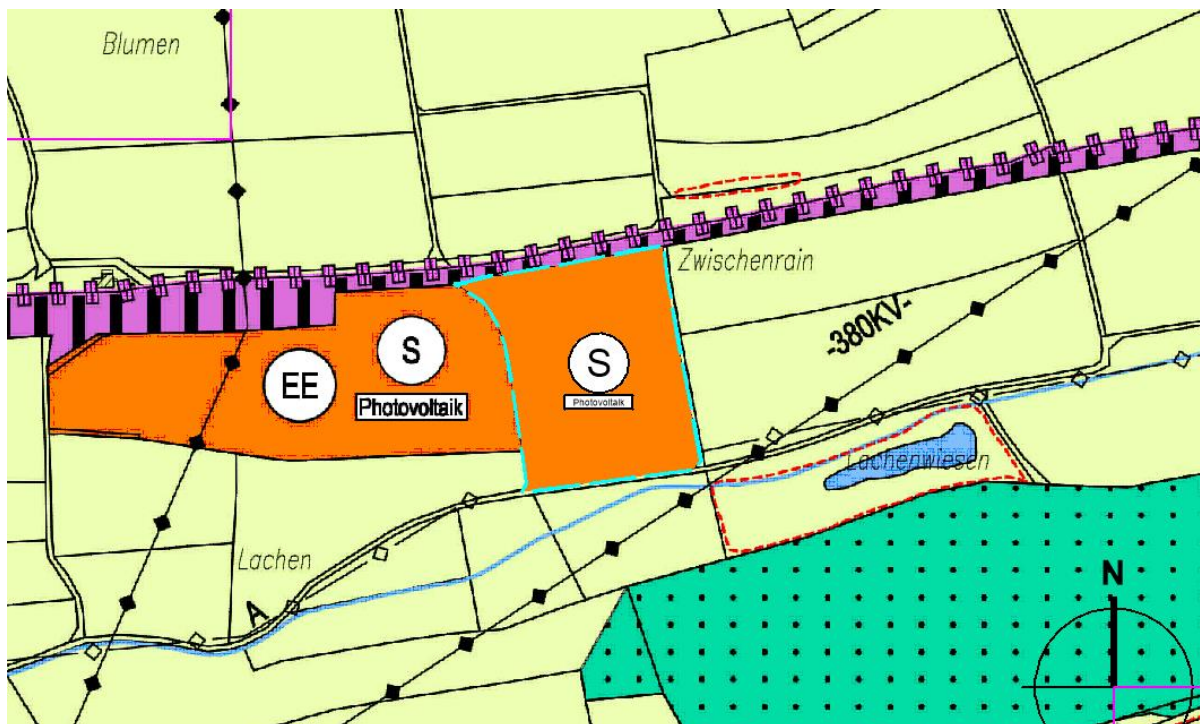 Blumen
Zwischenrain
-380KV-
S
S
EE
Photovoltaik
Photovoltaik
Lachenwiesen
Lachen
A
N